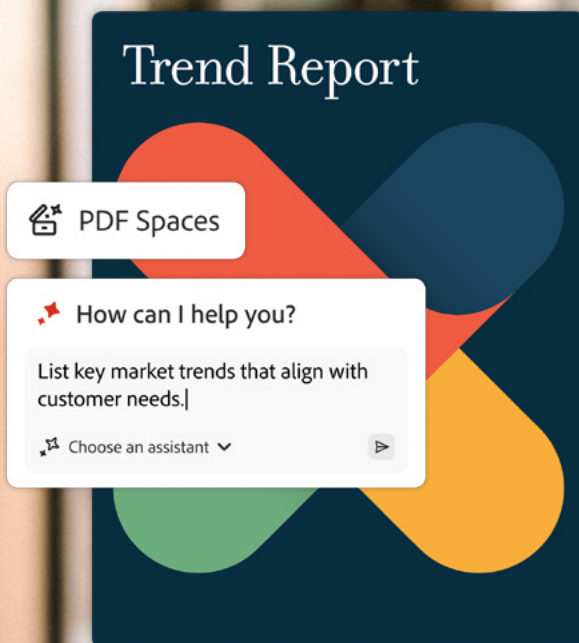 Trend Report
PDF Spaces
How can I help you?
List key market trends that align with
customer needs.
Choose an assistant